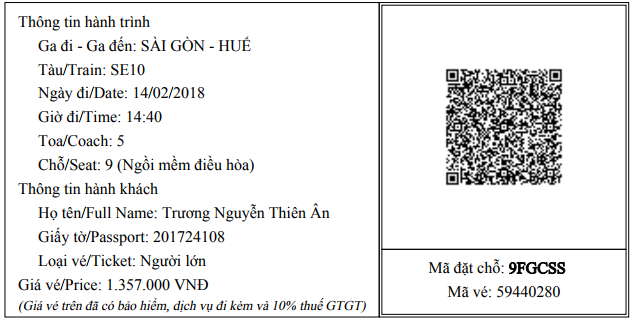 Thông tin hành trình
Ga đi - Ga đến: SÀI GÒN - HUẾ
Tàu/Train: SE10
Ngày đi/Date: 14/02/2018
Giờ đi/Time: 14:40
Toa/Coach: 5
Chỗ/Seat: 9 (Ngồi mềm điều hòa)
Thông tin hành khách
Họ tên/Full Name: Trương Nguyễn Thiên Ân
Giấy tờ/Passport: 201724108
Loại vé/Ticket: Người lớn
Giá vé/Price: 1.357.000 VNĐ
(Giá vé trên đã có bảo hiểm, dịch vụ đi kèm và 10% thuế GTGT)
Mã đặt chỗ: 9FGCSS
Mã vé: 59440280